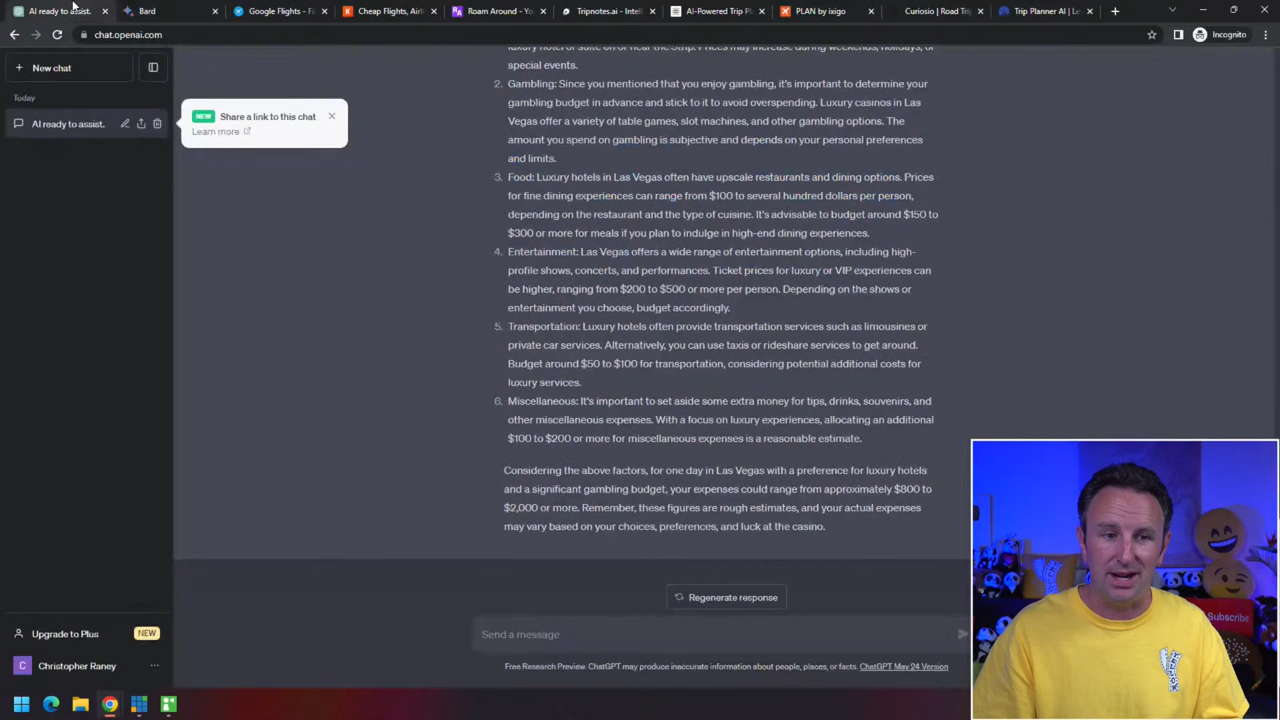 AI ready to assist.
Bard
Google Flights - Fi
Cheap Flights, Airli
Roam Around - Yo
Tripnotes.ai - Intell
AI-Powered Trip Pl
PLAN by ixigo
Curiosio | Road Tri
Trip Planner AI | Le
chat.openai.com
Incognito
New chat
Today
AI ready to assist.
NEW Share a link to this chat
Learn more
luxury hotel or suite on or near the Strip. Prices may increase during weekends, holidays, or
special events.
2. Gambling: Since you mentioned that you enjoy gambling, it's important to determine your
gambling budget in advance and stick to it to avoid overspending. Luxury casinos in Las
Vegas offer a variety of table games, slot machines, and other gambling options. The
amount you spend on gambling is subjective and depends on your personal preferences
and limits.
3. Food: Luxury hotels in Las Vegas often have upscale restaurants and dining options. Prices
for fine dining experiences can range from $100 to several hundred dollars per person,
depending on the restaurant and the type of cuisine. It's advisable to budget around $150 to
$300 or more for meals if you plan to indulge in high-end dining experiences.
4. Entertainment: Las Vegas offers a wide range of entertainment options, including high-
profile shows, concerts, and performances. Ticket prices for luxury or VIP experiences can
be higher, ranging from $200 to $500 or more per person. Depending on the shows or
entertainment you choose, budget accordingly.
5. Transportation: Luxury hotels often provide transportation services such as limousines or
private car services. Alternatively, you can use taxis or rideshare services to get around.
Budget around $50 to $100 for transportation, considering potential additional costs for
luxury services.
6. Miscellaneous: It's important to set aside some extra money for tips, drinks, souvenirs, and
other miscellaneous expenses. With a focus on luxury experiences, allocating an additional
$100 to $200 or more for miscellaneous expenses is a reasonable estimate.
Considering the above factors, for one day in Las Vegas with a preference for luxury hotels
and a significant gambling budget, your expenses could range from approximately $800 to
$2,000 or more. Remember, these figures are rough estimates, and your actual expenses
may vary based on your choices, preferences, and luck at the casino.
Regenerate response
Send a message
Free Research Preview. ChatGPT may produce inaccurate information about people, places, or facts. ChatGPT May 24 Version
Upgrade to Plus NEW
C Christopher Raney
Subscribe